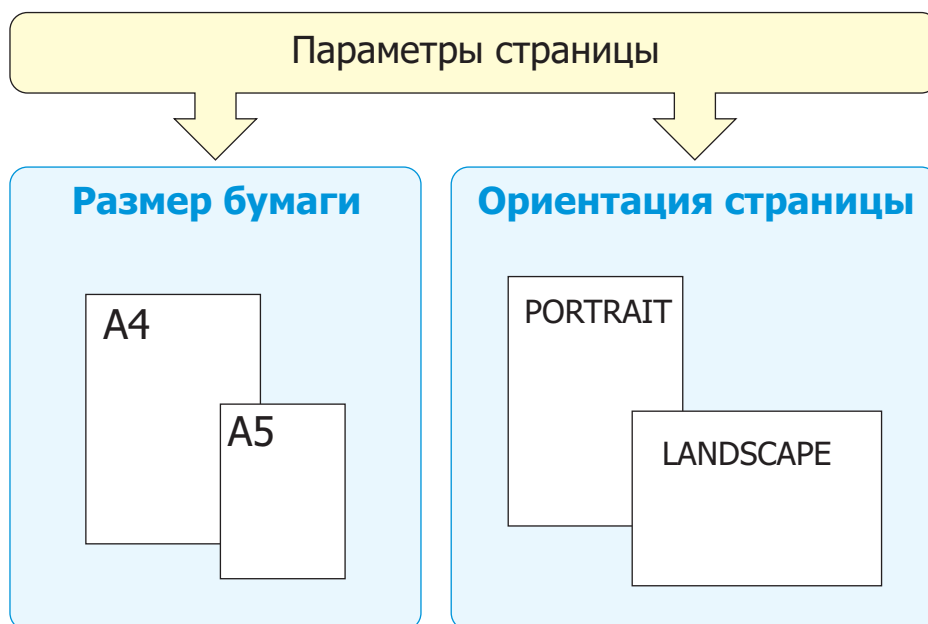 Параметры страницы
Размер бумаги
A4
A5
Ориентация страницы
PORTRAIT
LANDSCAPE